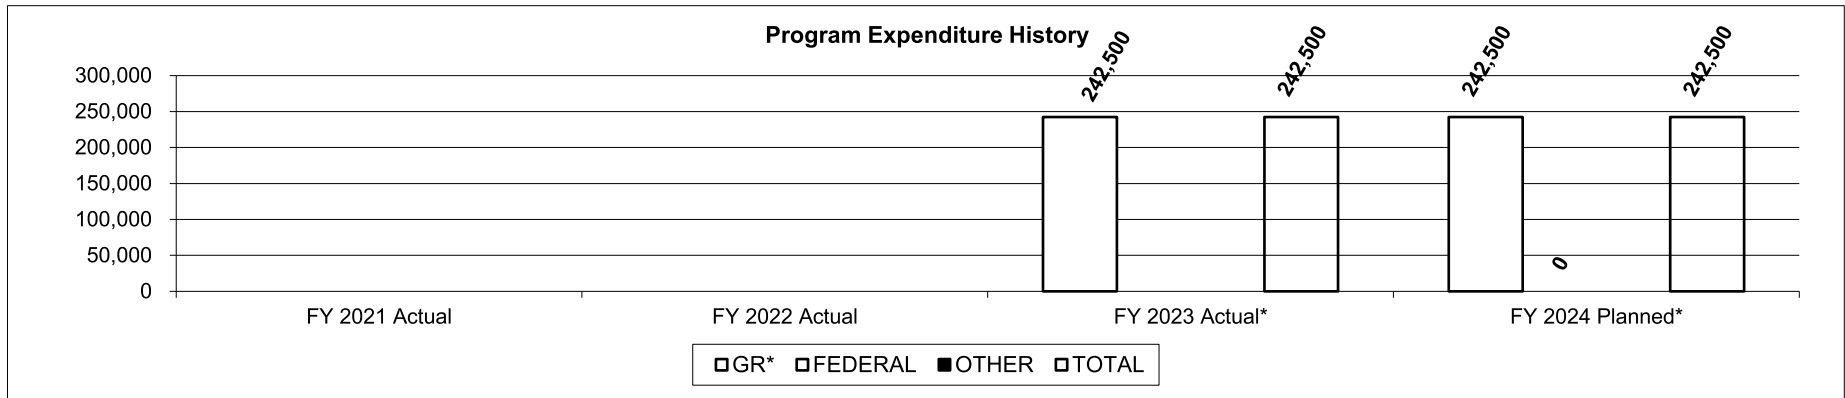 Program Expenditure History
242,500
242,500
242,500
242,500
300,000
250,000
200,000
150,000
100,000
50,000
0
0
FY 2021 Actual
FY 2022 Actual
FY 2023 Actual*
FY 2024 Planned*
GR* FEDERAL OTHER TOTAL